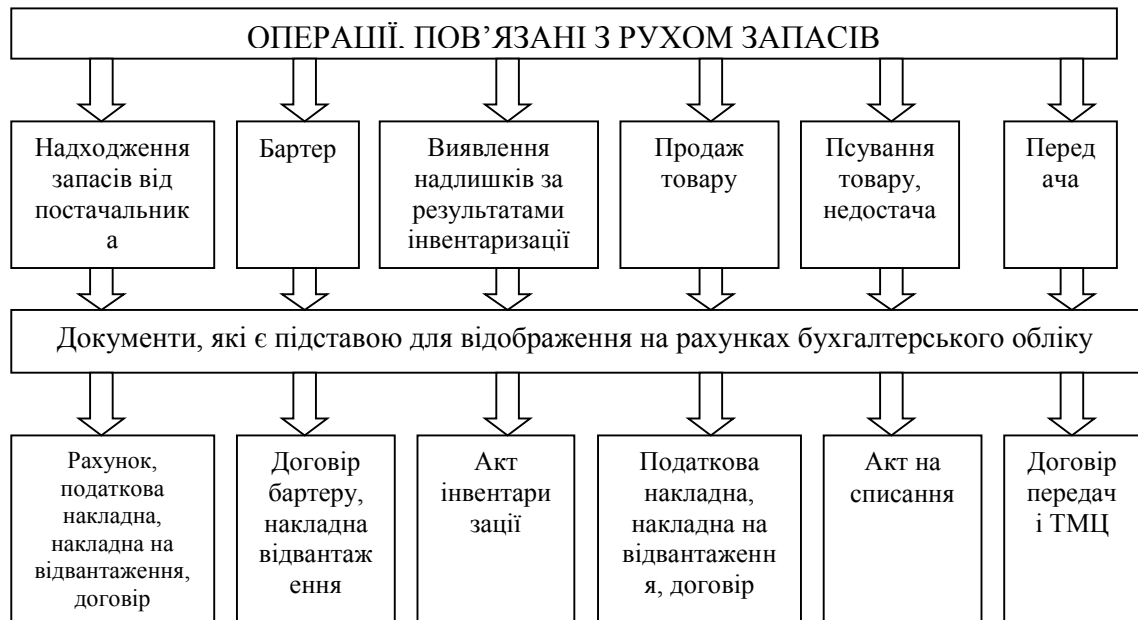 ОПЕРАЦІЇ, ПОВ’ЯЗАНІ З РУХОМ ЗАПАСІВ
Надходження
запасів від
постачальник
а
Бартер
Виявлення
надлишків за
результатами
інвентаризації
Продаж
товару
Псування
товару,
недостача
Перед
ача
Документи, які є підставою для відображення на рахунках бухгалтерського обліку
Рахунок,
податкова
накладна,
накладна на
відвантаження,
договір
Договір
бартеру,
накладна
відвантаж
ення
Акт
інвентари
зації
Податкова
накладна,
накладна на
відвантаженн
я, договір
Акт на
списання
Договір
передач
і ТМЦ